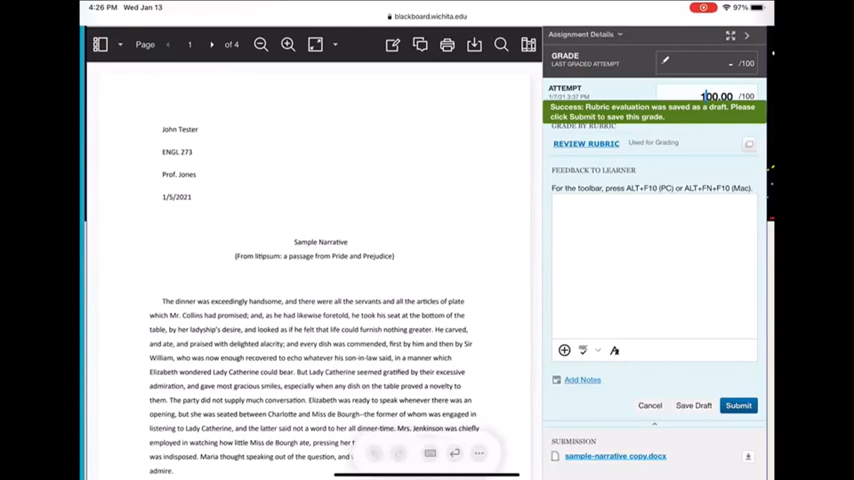 4:26 PM Wed Jan 13
97%
blackboard.wichita.edu
Page 1 of 4
Assignment Details
GRADE
LAST GRADED ATTEMPT
- /100
ATTEMPT
1/7/21 3:37 PM
100.00 /100
Success: Rubric evaluation was saved as a draft. Please
click Submit to save this grade.
GRADE BY RUBRIC
REVIEW RUBRIC Used for Grading
FEEDBACK TO LEARNER
For the toolbar, press ALT+F10 (PC) or ALT+FN+F10 (Mac).
Add Notes
Cancel Save Draft Submit
SUBMISSION
sample-narrative copy.docx
John Tester
ENGL 273
Prof. Jones
1/5/2021
Sample Narrative
(From litipsum: a passage from Pride and Prejudice)
The dinner was exceedingly handsome, and there were all the servants and all the articles of plate
which Mr. Collins had promised; and, as he had likewise foretold, he took his seat at the bottom of the
table, by her ladyship's desire, and looked as if he felt that life could furnish nothing greater. He carved,
and ate, and praised with delighted alacrity; and every dish was commended, first by him and then by Sir
William, who was now enough recovered to echo whatever his son-in-law said, in a manner which
Elizabeth wondered Lady Catherine could bear. But Lady Catherine seemed gratified by their excessive
admiration, and gave most gracious smiles, especially when any dish on the table proved a novelty to
them. The party did not supply much conversation. Elizabeth was ready to speak whenever there was an
opening, but she was seated between Charlotte and Miss de Bourgh--the former of whom was engaged in
listening to Lady Catherine, and the latter said not a word to her all dinner-time. Mrs. Jenkinson was chiefly
employed in watching how little Miss de Bourgh ate, pressing her
was indisposed. Maria thought speaking out of the question, and
admire.